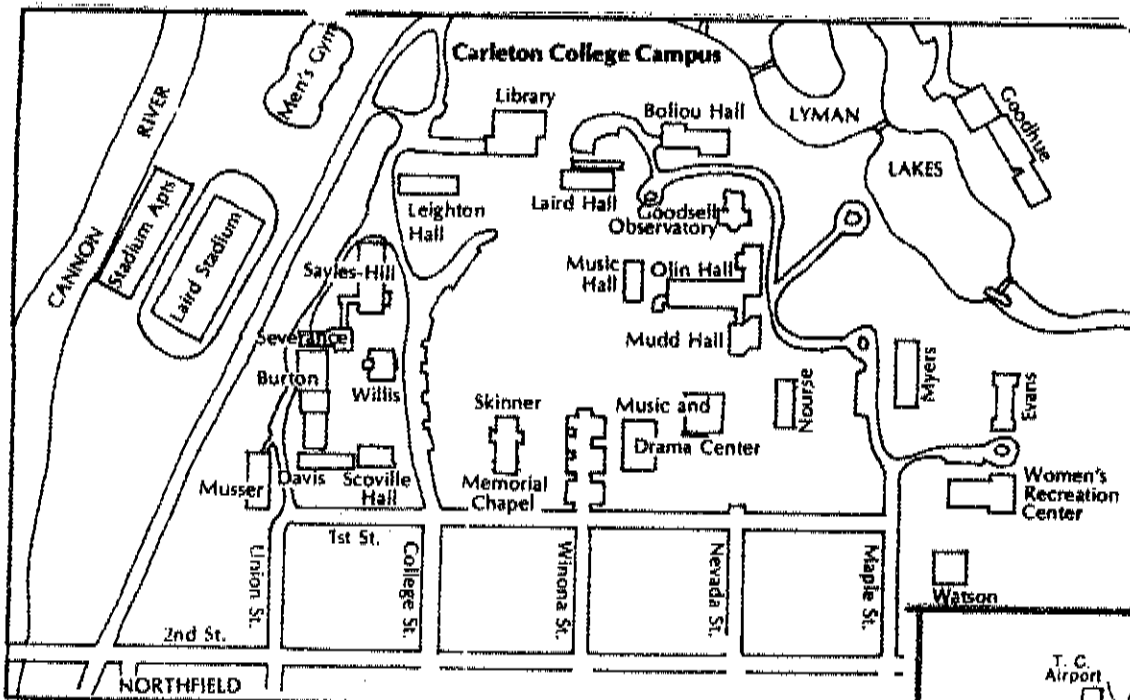 Carleton College Campus
Men's Gym
Library
Boliou Hall
LYMAN
LAKES
Goodhue
RIVER
CANNON
Stadium Apts
Laird Stadium
Leighton
Hall
Laird Hall
Goodsell
Observatory
Sayles-Hill
Music
Hall
Olin Hall
Mudd Hall
Severance
Burton
Willis
Skinner
Memorial
Chapel
Music and
Drama Center
Nourse
Myers
Evans
Musser
Davis
Scoville
Hall
Women's
Recreation
Center
1st St.
Union St.
College St.
Winona St.
Nevada St.
Maple St.
Watson
2nd St.
NORTHFIELD
T. C.
Airport